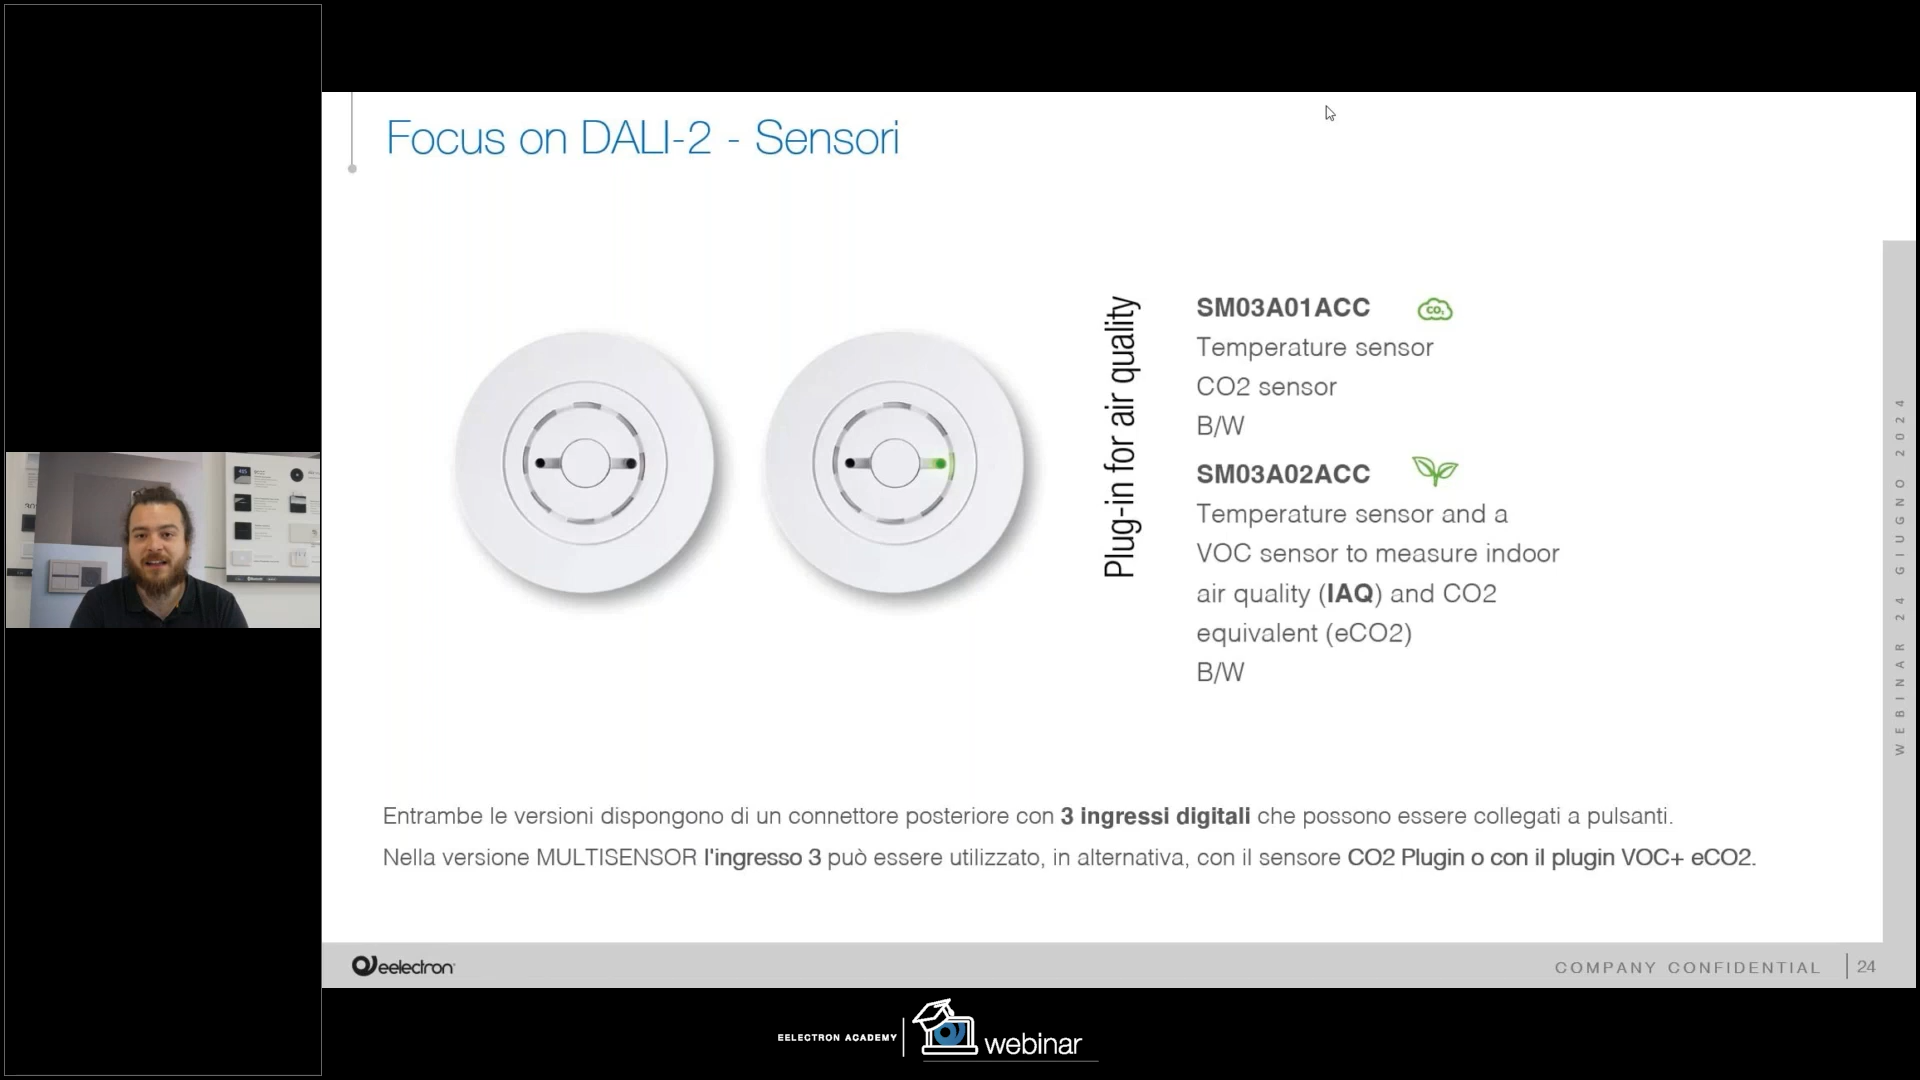 Focus on DALI-2 - Sensori
Plug-in for air quality
SM03A01ACC
CO2
Temperature sensor
CO2 sensor
B/W
SM03A02ACC
Temperature sensor and a
VOC sensor to measure indoor
air quality (IAQ) and CO2
equivalent (eCO2)
B/W
Entrambe le versioni dispongono di un connettore posteriore con 3 ingressi digitali che possono essere collegati a pulsanti.
Nella versione MULTISENSOR l'ingresso 3 può essere utilizzato, in alternativa, con il sensore CO2 Plugin o con il plugin VOC+ eCO2.
WEBINAR 24 GIUGNO 2024
eelectron
COMPANY CONFIDENTIAL
24
EELECTRON ACADEMY
webinar